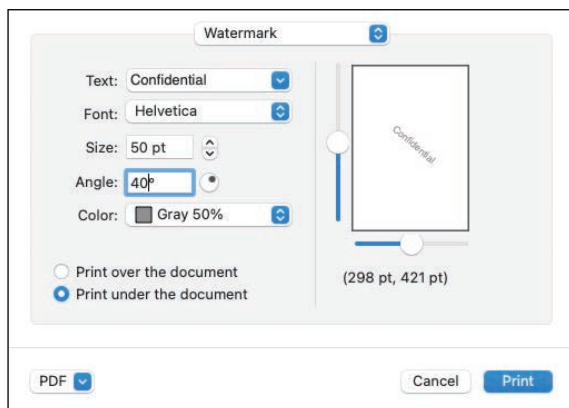 Watermark
Text: Confidential
Font: Helvetica
Size: 50 pt
Angle: 40°
Color: Gray 50%
Print over the document
Print under the document
Confidential
(298 pt, 421 pt)
PDF
Cancel
Print